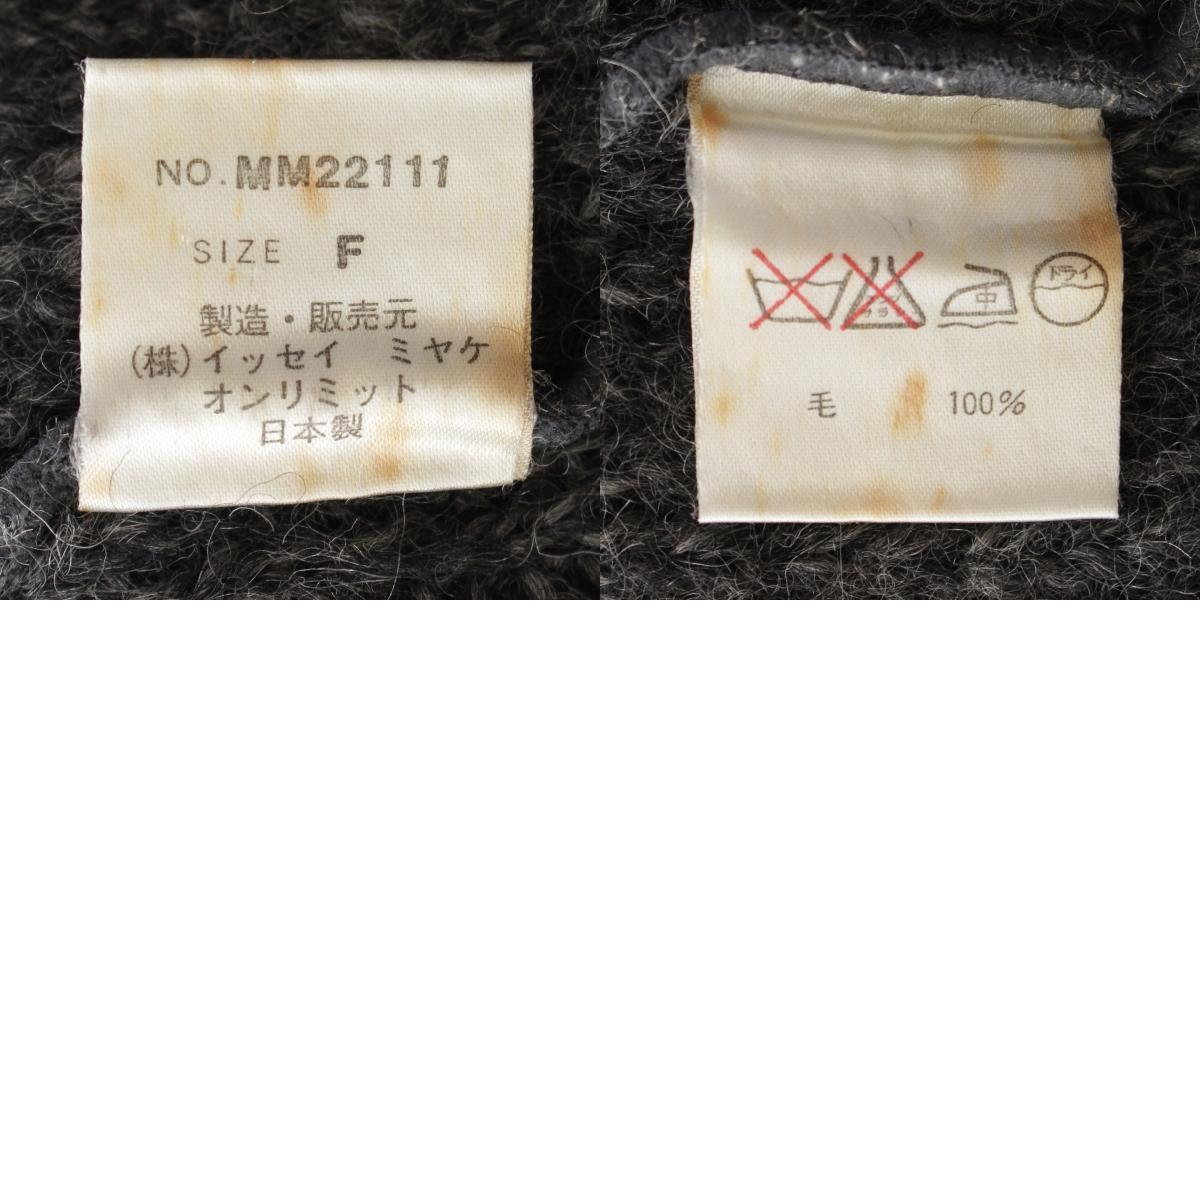 NO. MM22111
SIZE F
製造・販売元
(株)イッセイ ミヤケ
オンリミット
日本製
中
ドライ
毛 100%